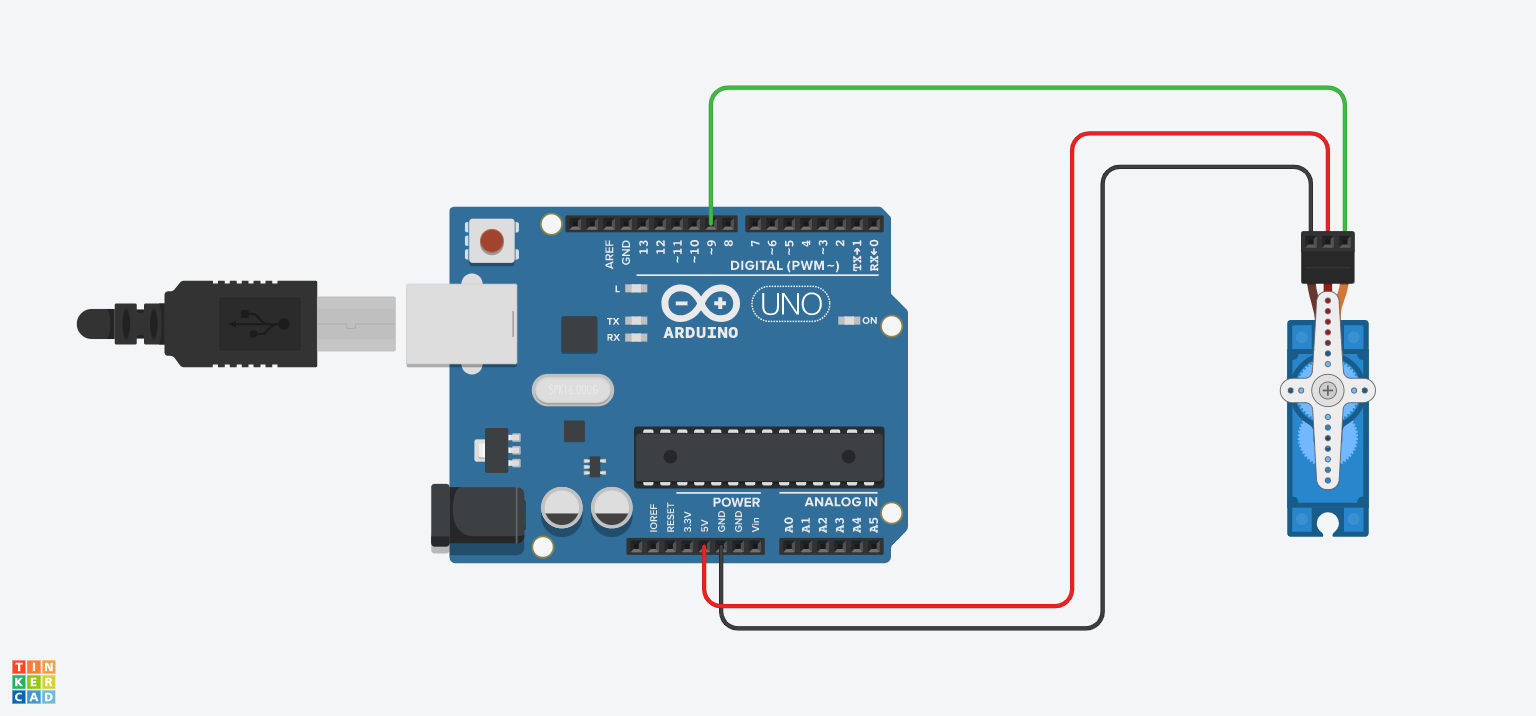 AREF
GND
13
12
~11
~10
~9
8
7
~6
~5
4
~3
2
TX→1
RX←0
DIGITAL (PWM~)
L
TX
RX
ARDUINO
UNO
ON
SPK16.000G
POWER
ANALOG IN
IOREF
RESET
3.3V
5V
GND
GND
Vin
A0
A1
A2
A3
A4
A5
TIN
KER
CAD